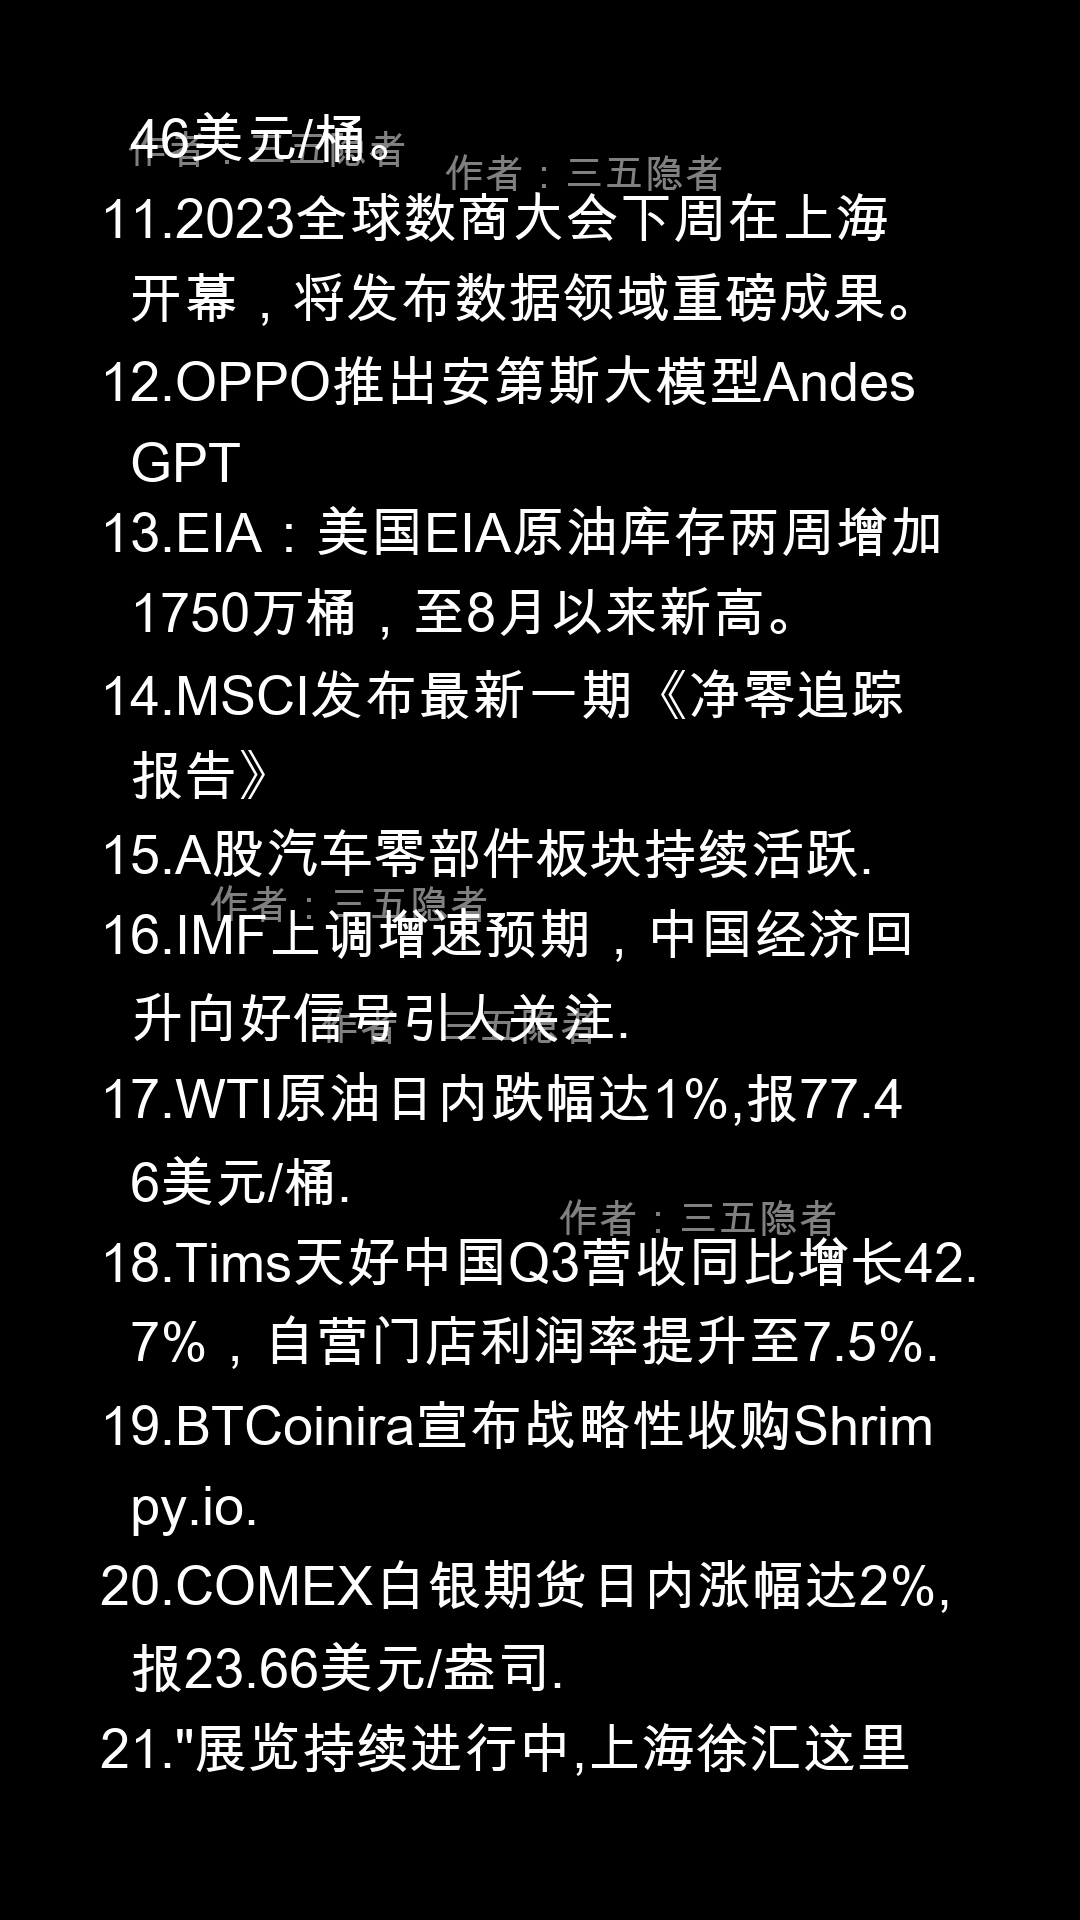 46美元/桶。
作者：三五隐者
作者：三五隐者
11.2023全球数商大会下周在上海
开幕，将发布数据领域重磅成果。
12.OPPO推出安第斯大模型Andes
GPT
13.EIA：美国EIA原油库存两周增加
1750万桶，至8月以来新高。
14.MSCI发布最新一期《净零追踪
报告》
15.A股汽车零部件板块持续活跃.
作者：三五隐者
16.IMF上调增速预期，中国经济回
升向好信号引人关注.
作者：三五隐者
17.WTI原油日内跌幅达1%,报77.4
6美元/桶.
作者：三五隐者
18.Tims天好中国Q3营收同比增长42.
7%，自营门店利润率提升至7.5%.
19.BTCoinira宣布战略性收购Shrim
py.io.
20.COMEX白银期货日内涨幅达2%,
报23.66美元/盎司.
21."展览持续进行中,上海徐汇这里